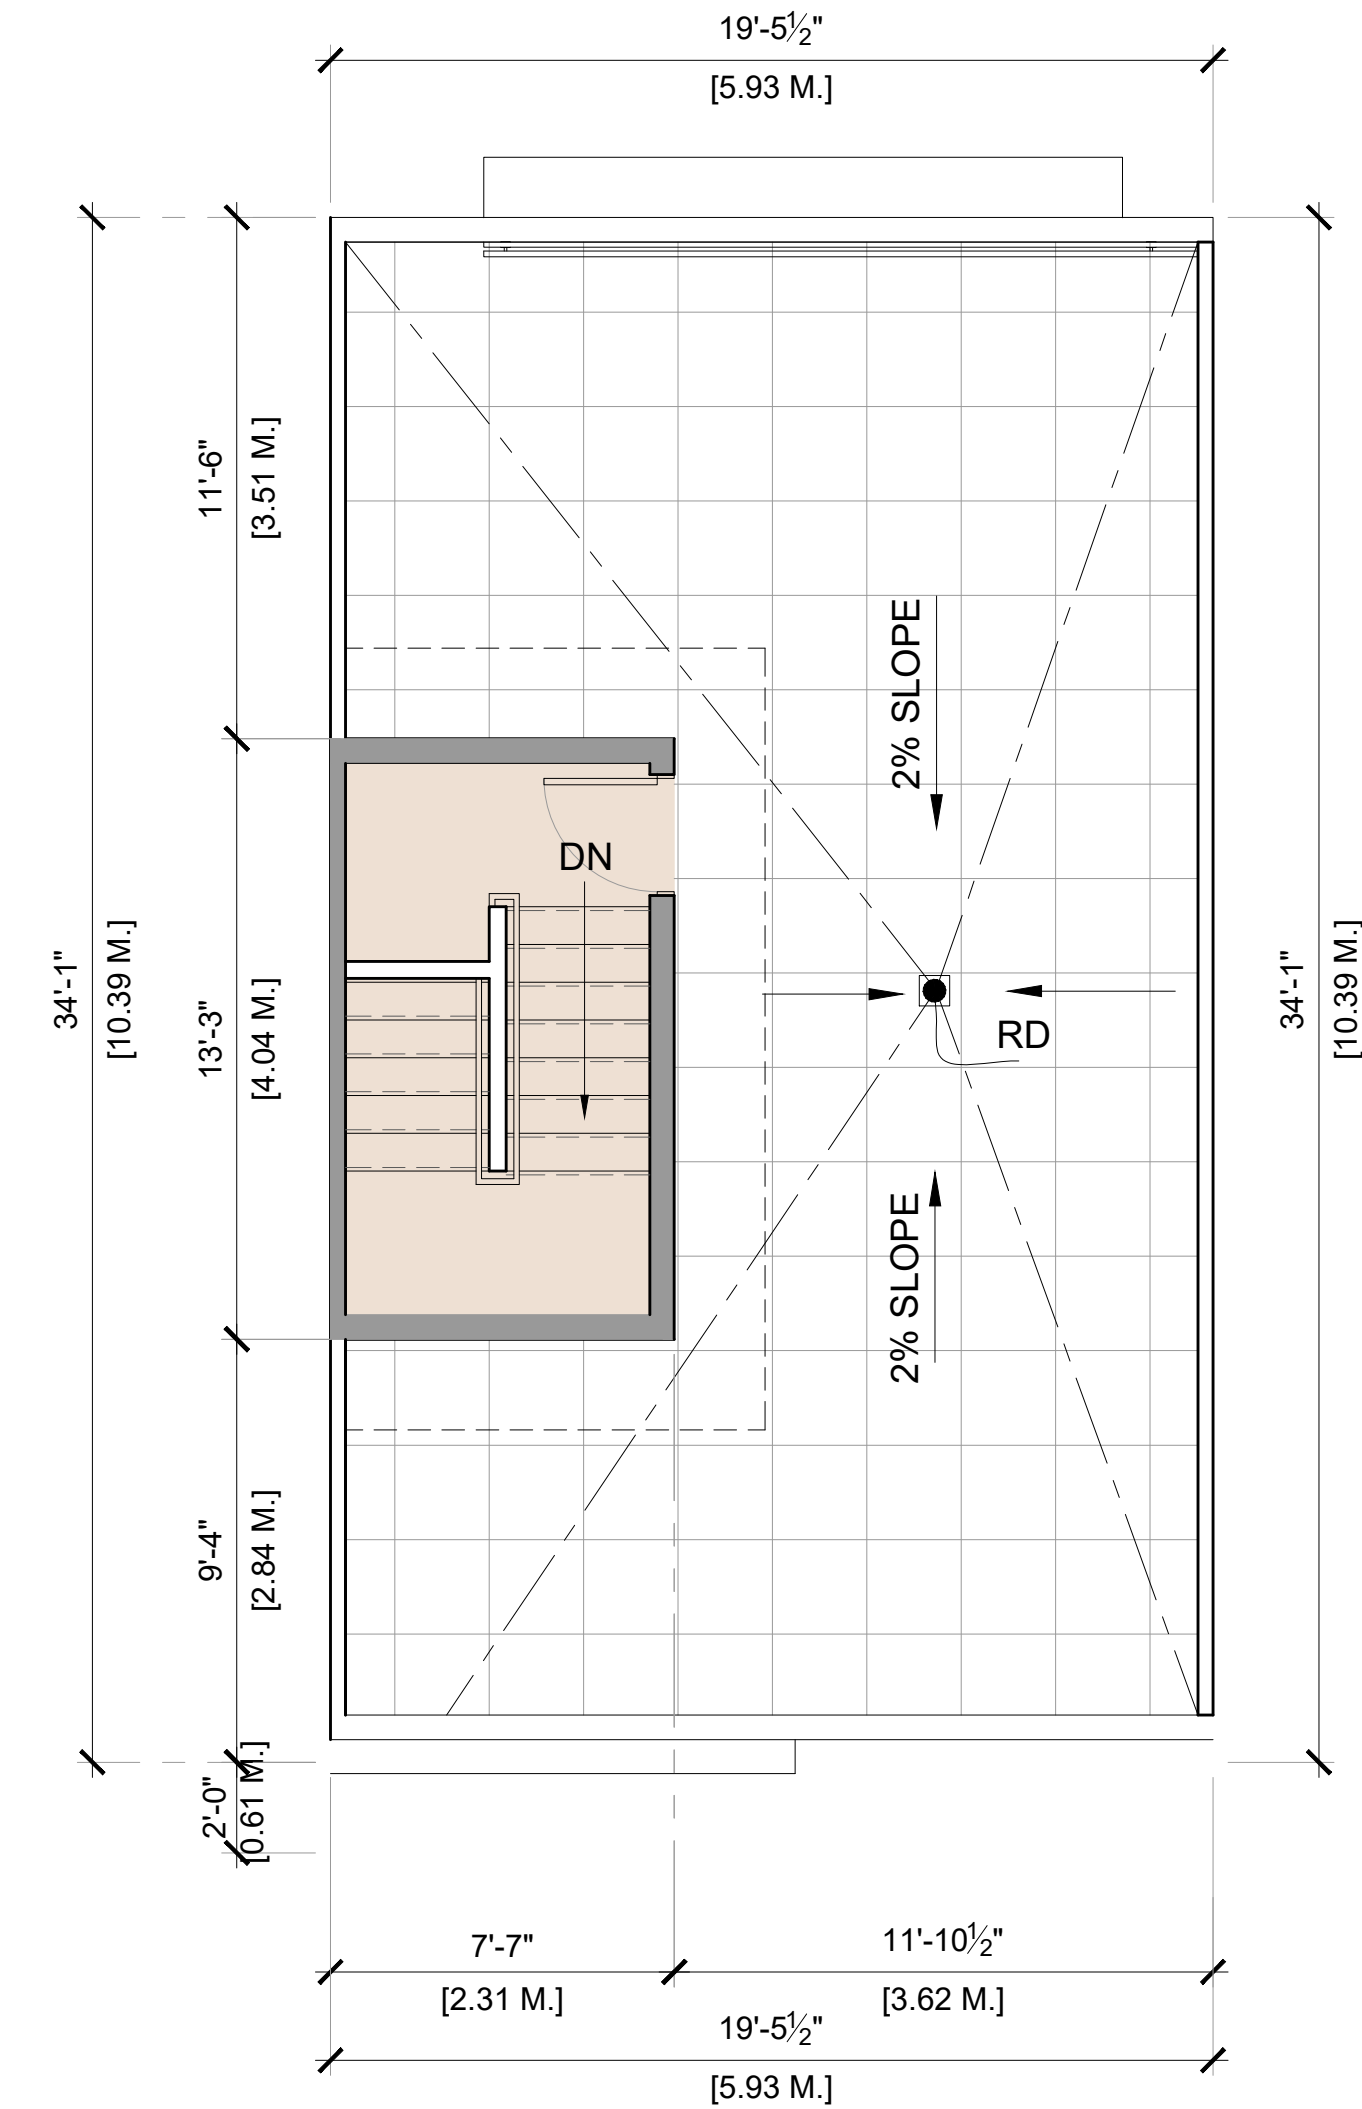 19'-5½"
[5.93 M.]
11'-6"
[3.51 M.]
2% SLOPE
DN
34'-1"
[10.39 M.]
13'-3"
[4.04 M.]
RD
34'-1"
[10.39 M.]
2% SLOPE
9'-4"
[2.84 M.]
2'-0"
[0.61 M.]
7'-7"
[2.31 M.]
11'-10½"
[3.62 M.]
19'-5½"
[5.93 M.]